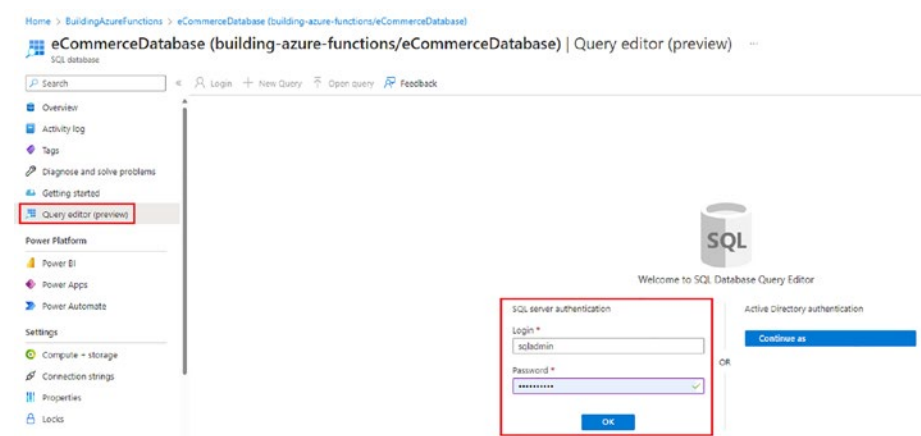 Home > BuildingAzureFunctions > eCommerceDatabase (building-azure-functions/eCommerceDatabase)
eCommerceDatabase (building-azure-functions/eCommerceDatabase) | Query editor (preview) ...
SQL database
Search
Login + New Query Open query Feedback
Overview
Activity log
Tags
Diagnose and solve problems
Getting started
Query editor (preview)
Power Platform
Power BI
Power Apps
Power Automate
Settings
Compute + storage
Connection strings
Properties
Locks
SQL
Welcome to SQL Database Query Editor
SQL server authentication
Login *
sqladmin
Password *
••••••••••
OK
OR
Active Directory authentication
Continue as